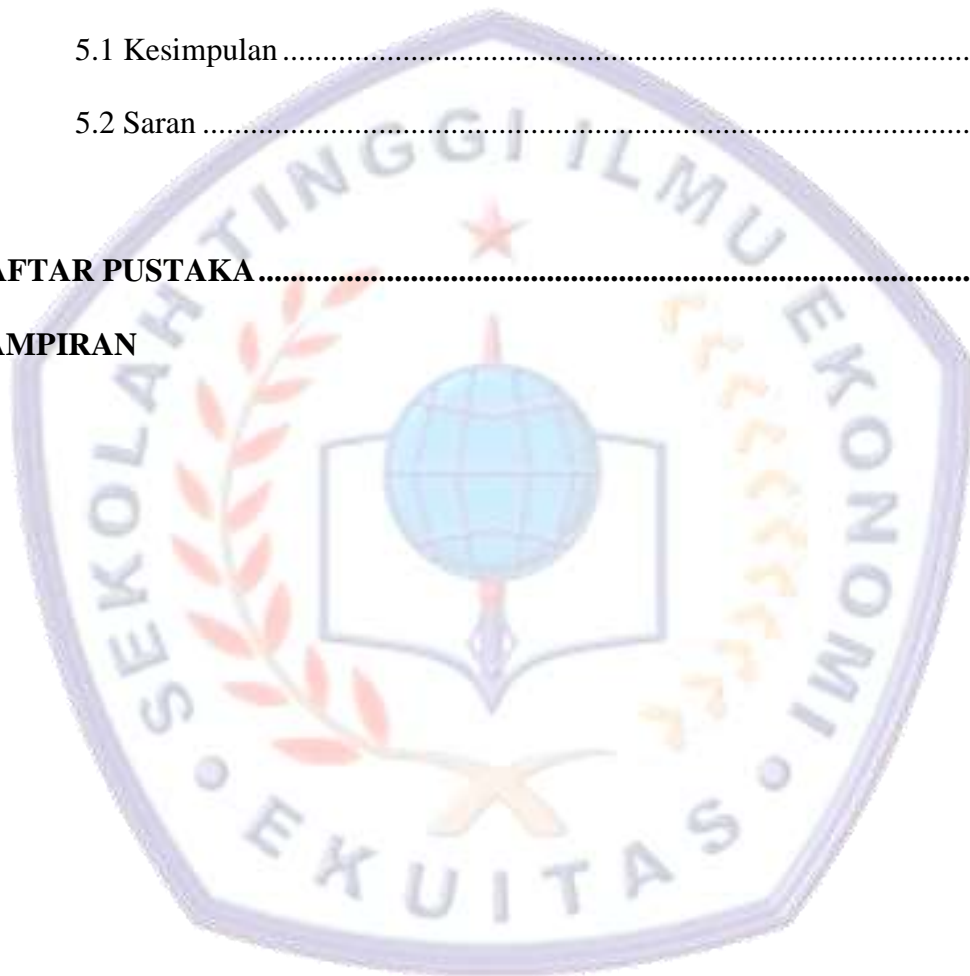 5.1 Kesimpulan ....................................................................................
5.2 Saran ..............................................................................................
AFTAR PUSTAKA ......................................................................................
AMPIRAN
SEKOLAH TINGGI ILMU EKONOMI
• EKUITAS •